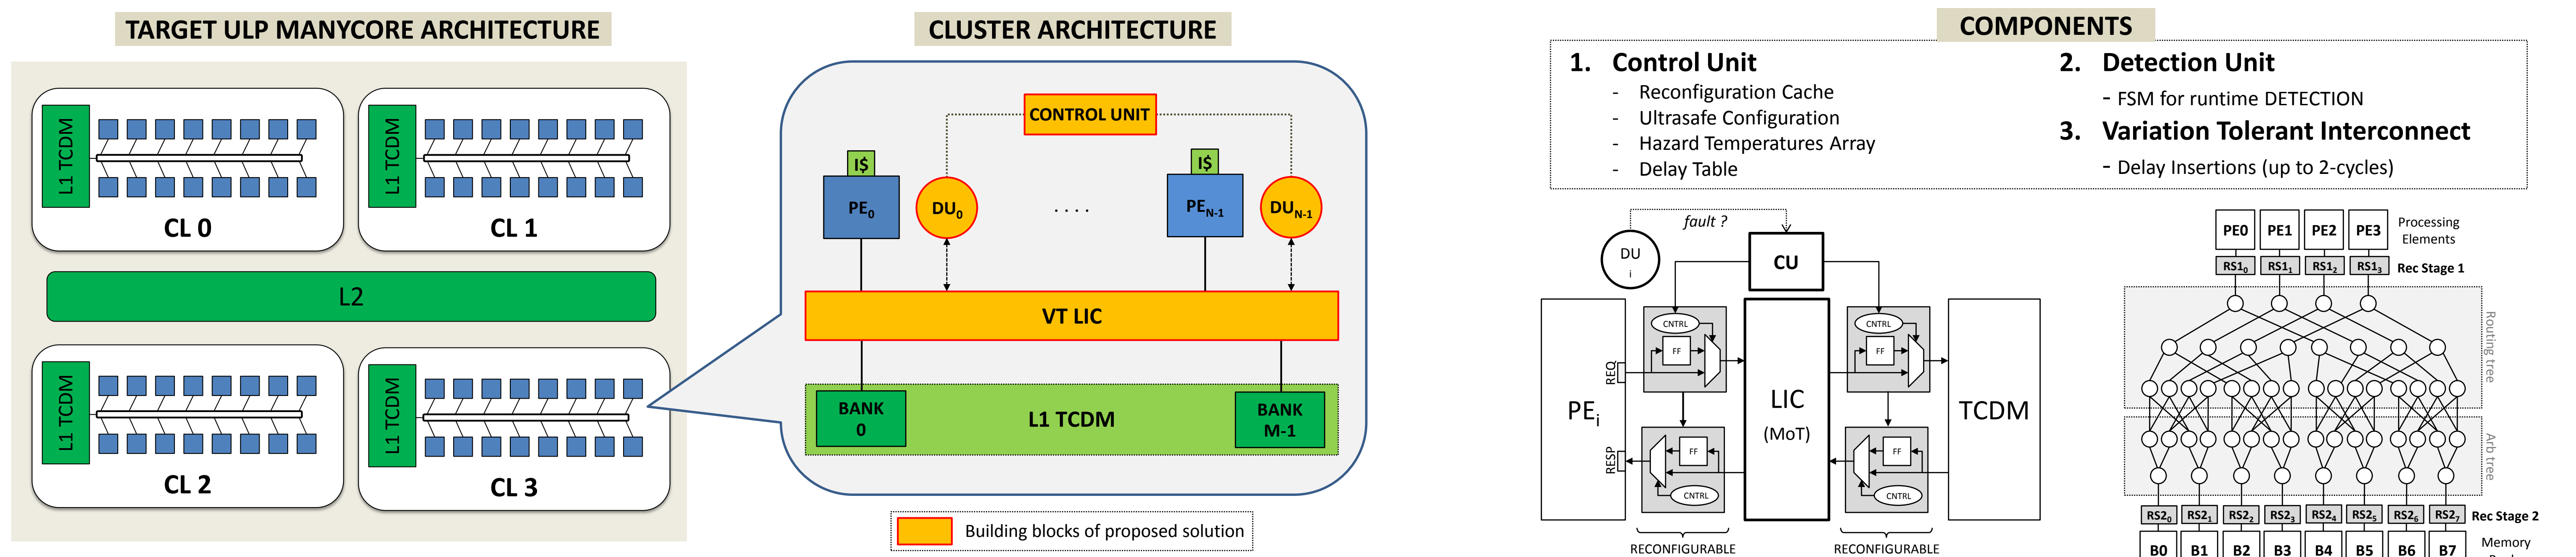 TARGET ULP MANYCORE ARCHITECTURE
L1 TCDM
CL 0
L1 TCDM
CL 1
L2
L1 TCDM
CL 2
L1 TCDM
CL 3
CLUSTER ARCHITECTURE
CONTROL UNIT
I$
I$
PE0
DU0
. . . .
PEN-1
DUN-1
VT LIC
BANK
0
L1 TCDM
BANK
M-1
Building blocks of proposed solution
COMPONENTS
1. Control Unit
- Reconfiguration Cache
- Ultrasafe Configuration
- Hazard Temperatures Array
- Delay Table
2. Detection Unit
- FSM for runtime DETECTION
3. Variation Tolerant Interconnect
- Delay Insertions (up to 2-cycles)
fault ?
DU
i
CU
CNTRL
FF
CNTRL
FF
REQ
PEi
LIC
(MoT)
TCDM
RESP
FF
CNTRL
FF
CNTRL
RECONFIGURABLE
RECONFIGURABLE
PE0 PE1 PE2 PE3
Processing
Elements
RS10 RS11 RS12 RS13
Rec Stage 1
Routing tree
Arb tree
RS20 RS21 RS22 RS23 RS24 RS25 RS26 RS27
Rec Stage 2
B0 B1 B2 B3 B4 B5 B6 B7
Memory